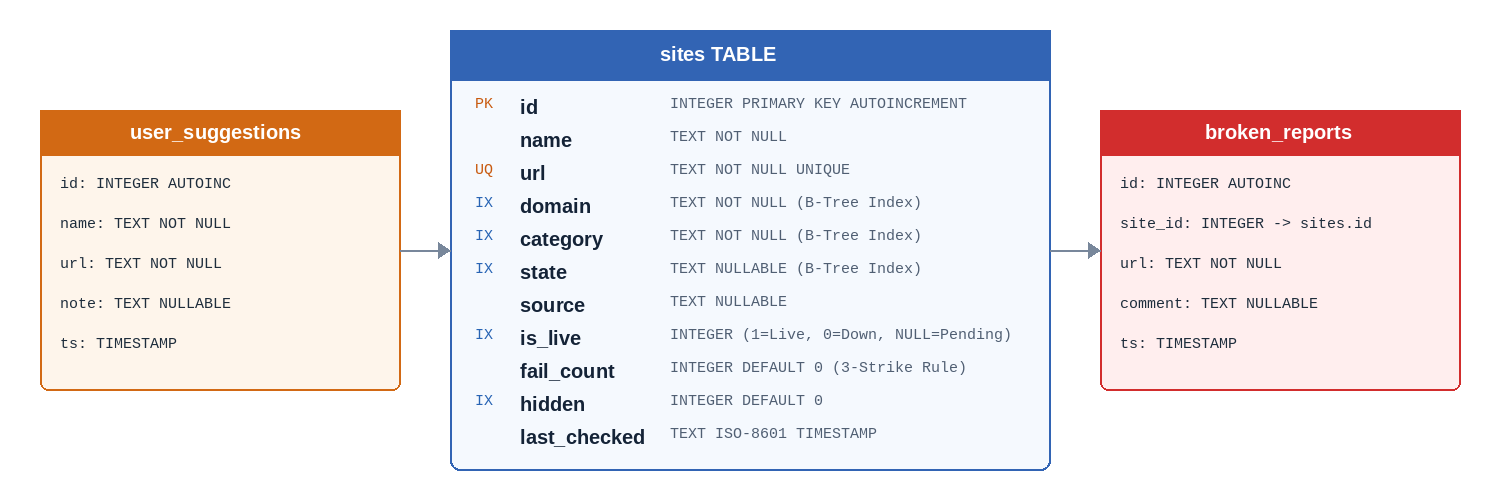 user_suggestions
id: INTEGER AUTOINC
name: TEXT NOT NULL
url: TEXT NOT NULL
note: TEXT NULLABLE
ts: TIMESTAMP
sites TABLE
PK id INTEGER PRIMARY KEY AUTOINCREMENT
name TEXT NOT NULL
UQ url TEXT NOT NULL UNIQUE
IX domain TEXT NOT NULL (B-Tree Index)
IX category TEXT NOT NULL (B-Tree Index)
IX state TEXT NULLABLE (B-Tree Index)
source TEXT NULLABLE
IX is_live INTEGER (1=Live, 0=Down, NULL=Pending)
fail_count INTEGER DEFAULT 0 (3-Strike Rule)
IX hidden INTEGER DEFAULT 0
last_checked TEXT ISO-8601 TIMESTAMP
broken_reports
id: INTEGER AUTOINC
site_id: INTEGER -> sites.id
url: TEXT NOT NULL
comment: TEXT NULLABLE
ts: TIMESTAMP